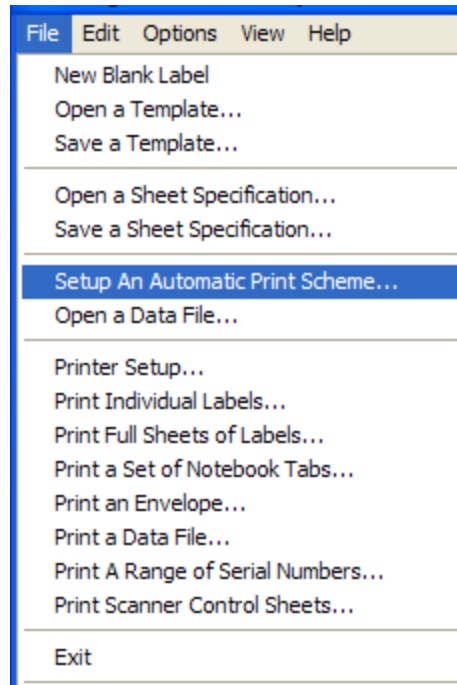 File Edit Options View Help
New Blank Label
Open a Template...
Save a Template...
Open a Sheet Specification...
Save a Sheet Specification...
Setup An Automatic Print Scheme...
Open a Data File...
Printer Setup...
Print Individual Labels...
Print Full Sheets of Labels...
Print a Set of Notebook Tabs...
Print an Envelope...
Print a Data File...
Print A Range of Serial Numbers...
Print Scanner Control Sheets...
Exit